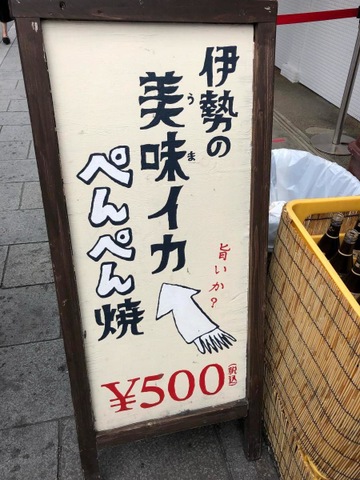 伊勢の
美味イカ
うま
ぺんぺん焼
旨いか？
¥500
(税込)